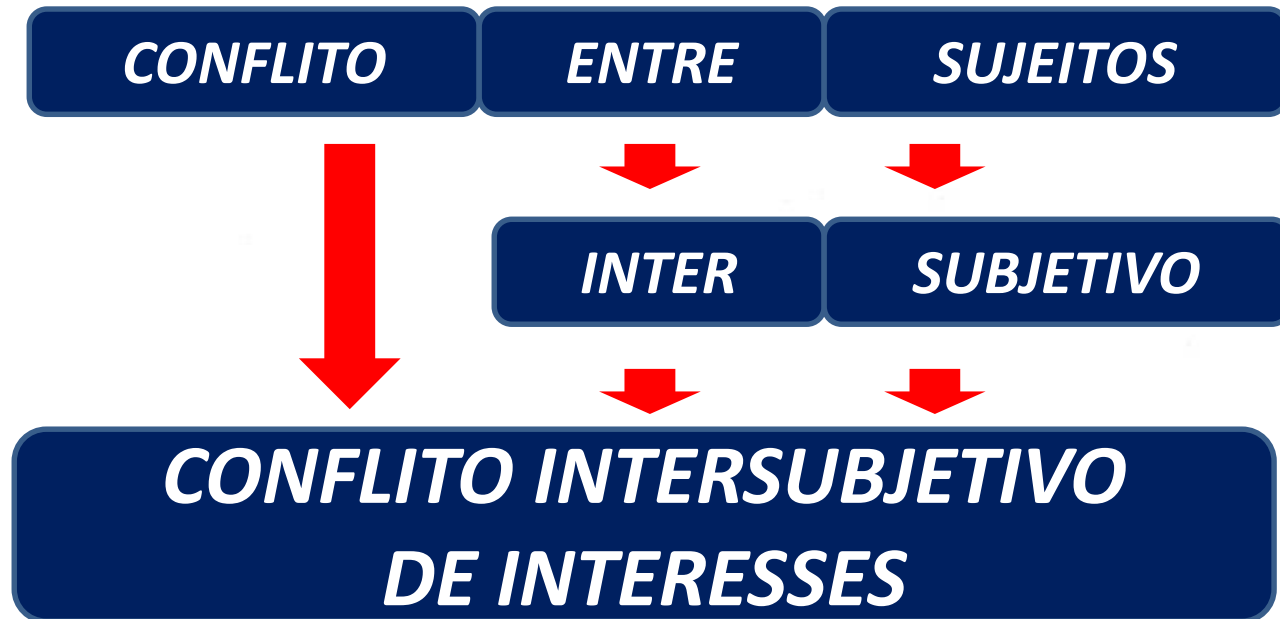 CONFLITO ENTRE SUJEITOS
INTER SUBJETIVO
CONFLITO INTERSUBJETIVO
DE INTERESSES